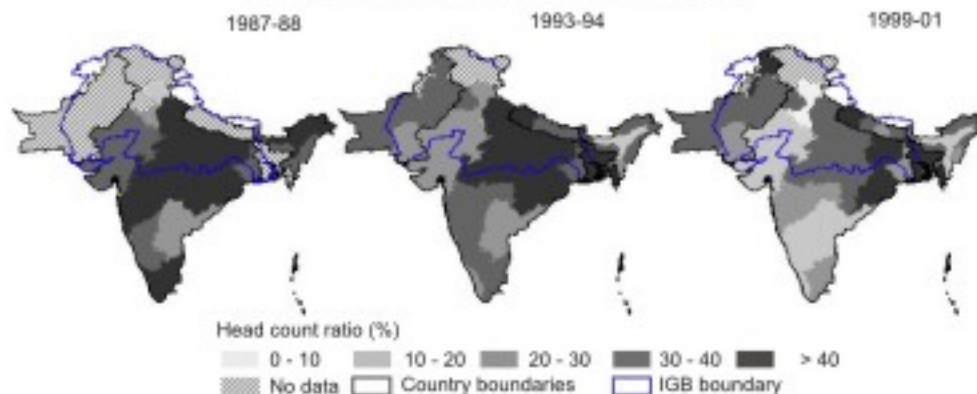 1987-88 1993-94 1999-01
Head count ratio (%)
0 - 10 10 - 20 20 - 30 30 - 40 > 40
No data Country boundaries IGB boundary